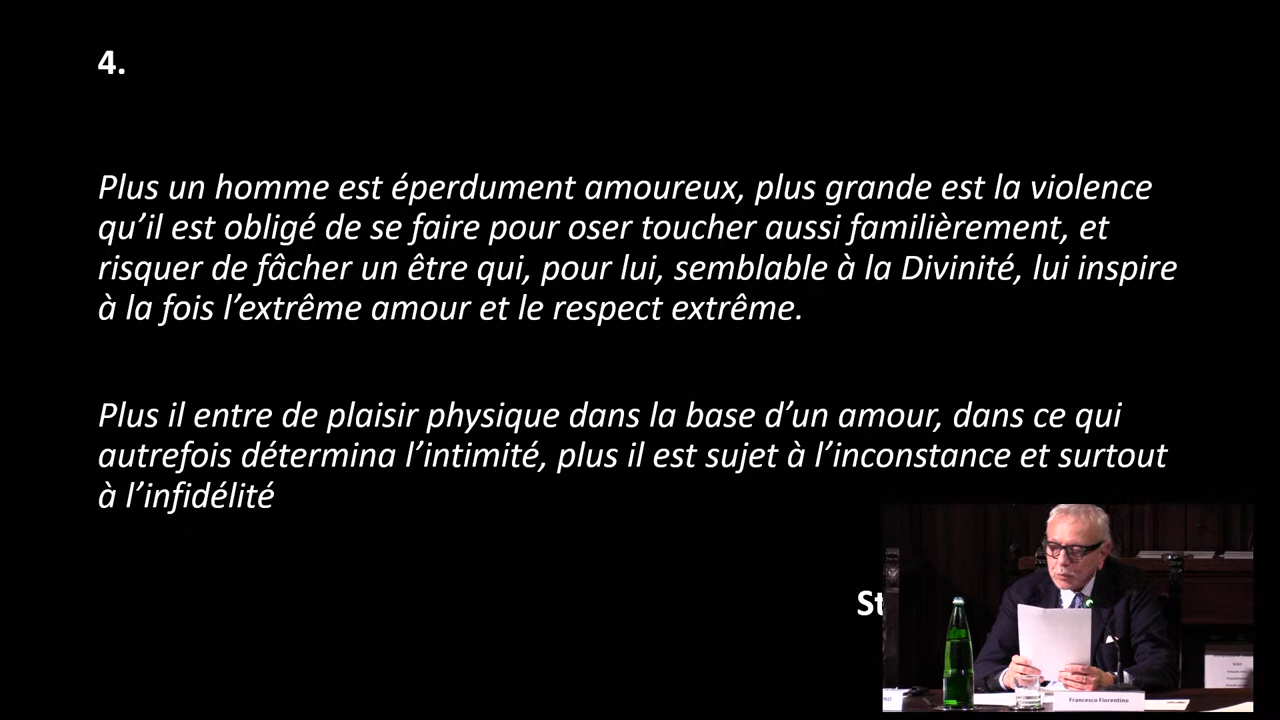 4.
Plus un homme est éperdument amoureux, plus grande est la violence
qu’il est obligé de se faire pour oser toucher aussi familièrement, et
risquer de fâcher un être qui, pour lui, semblable à la Divinité, lui inspire
à la fois l’extrême amour et le respect extrême.
Plus il entre de plaisir physique dans la base d’un amour, dans ce qui
autrefois détermina l’intimité, plus il est sujet à l’inconstance et surtout
à l’infidélité
St
Francesco Fiorentino